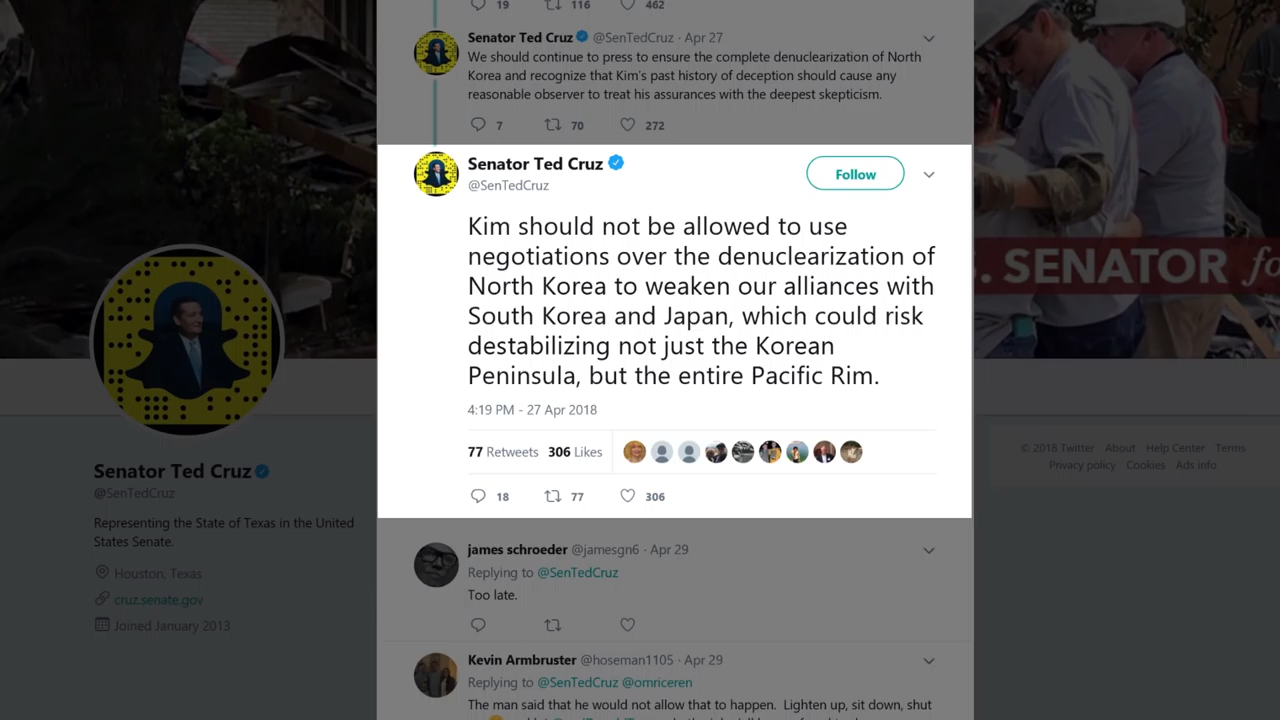 19 116 462
Senator Ted Cruz @SenTedCruz · Apr 27
We should continue to press to ensure the complete denuclearization of North
Korea and recognize that Kim's past history of deception should cause any
reasonable observer to treat his assurances with the deepest skepticism.
7 70 272
Senator Ted Cruz
@SenTedCruz
Follow
Kim should not be allowed to use
negotiations over the denuclearization of
North Korea to weaken our alliances with
South Korea and Japan, which could risk
destabilizing not just the Korean
Peninsula, but the entire Pacific Rim.
4:19 PM - 27 Apr 2018
77 Retweets 306 Likes
18 77 306
james schroeder @jamesgn6 · Apr 29
Replying to @SenTedCruz
Too late.
Kevin Armbruster @hoseman1105 · Apr 29
Replying to @SenTedCruz @omriceren
The man said that he would not allow that to happen. Lighten up, sit down, shut
Senator Ted Cruz
@SenTedCruz
Representing the State of Texas in the United
States Senate.
Houston, Texas
cruz.senate.gov
Joined January 2013
. SENATOR fo
© 2018 Twitter About Help Center Terms
Privacy policy Cookies Ads info